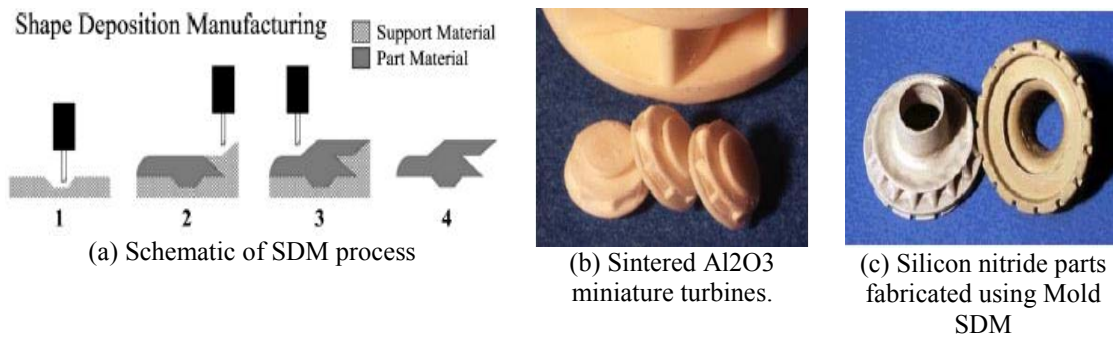 Shape Deposition Manufacturing
Support Material
Part Material
1
2
3
4
(a) Schematic of SDM process
(b) Sintered Al2O3
miniature turbines.
(c) Silicon nitride parts
fabricated using Mold
SDM